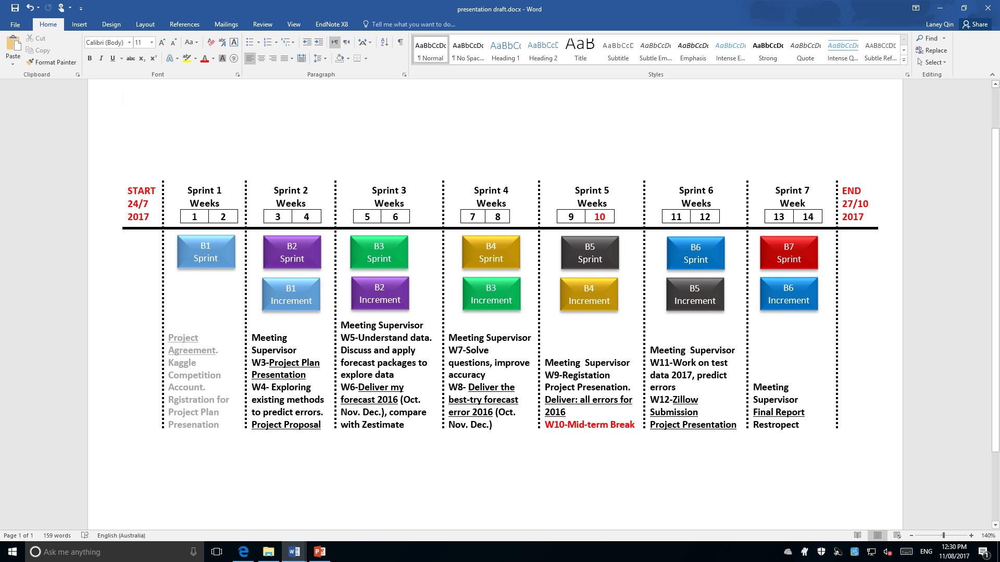 presentation draft.docx - Word
File Home Insert Design Layout References Mailings Review View EndNote X8 Tell me what you want to do... Laney Qin Share
Paste
Cut
Copy
Format Painter
Clipboard
Calibri (Body) 11
Font
Paragraph
AaBbCcDc AaBbCcDc AaBbCc AaBbCcC AaB AaBbCcC AaBbCcDc AaBbCcDc AaBbCcDc AaBbCcDc AaBbCcDc AaBbCcDc AABBCCDD
¶ Normal ¶ No Spac... Heading 1 Heading 2 Title Subtitle Subtle Em... Emphasis Intense E... Strong Quote Intense Q... Subtle Ref...
Styles
Find
Replace
Select
Editing
START
24/7
2017
Sprint 1
Weeks
1 2
Sprint 2
Weeks
3 4
Sprint 3
Weeks
5 6
Sprint 4
Weeks
7 8
Sprint 5
Weeks
9 10
Sprint 6
Weeks
11 12
Sprint 7
Week
13 14
END
27/10
2017
B1
Sprint
B2
Sprint
B3
Sprint
B4
Sprint
B5
Sprint
B6
Sprint
B7
Sprint
B1
Increment
B2
Increment
B3
Increment
B4
Increment
B5
Increment
B6
Increment
Project
Agreement.
Kaggle
Competition
Account.
Rgistration for
Project Plan
Presenation
Meeting
Supervisor
W3-Project Plan
Presentation
W4- Exploring
existing methods
to predict errors.
Project Proposal
Meeting Supervisor
W5-Understand data.
Discuss and apply
forecast packages to
explore data
W6-Deliver my
forecast 2016 (Oct.
Nov. Dec.), compare
with Zestimate
Meeting Supervisor
W7-Solve
questions, improve
accuracy
W8- Deliver the
best-try forecast
error 2016 (Oct.
Nov. Dec.)
Meeting Supervisor
W9-Registation
Project Presenation.
Deliver: all errors for
2016
W10-Mid-term Break
Meeting Supervisor
W11-Work on test
data 2017, predict
errors
W12-Zillow
Submission
Project Presentation
Meeting
Supervisor
Final Report
Restropect
Page 1 of 1 159 words English (Australia) 140%
Ask me anything
ENG
12:30 PM
11/08/2017